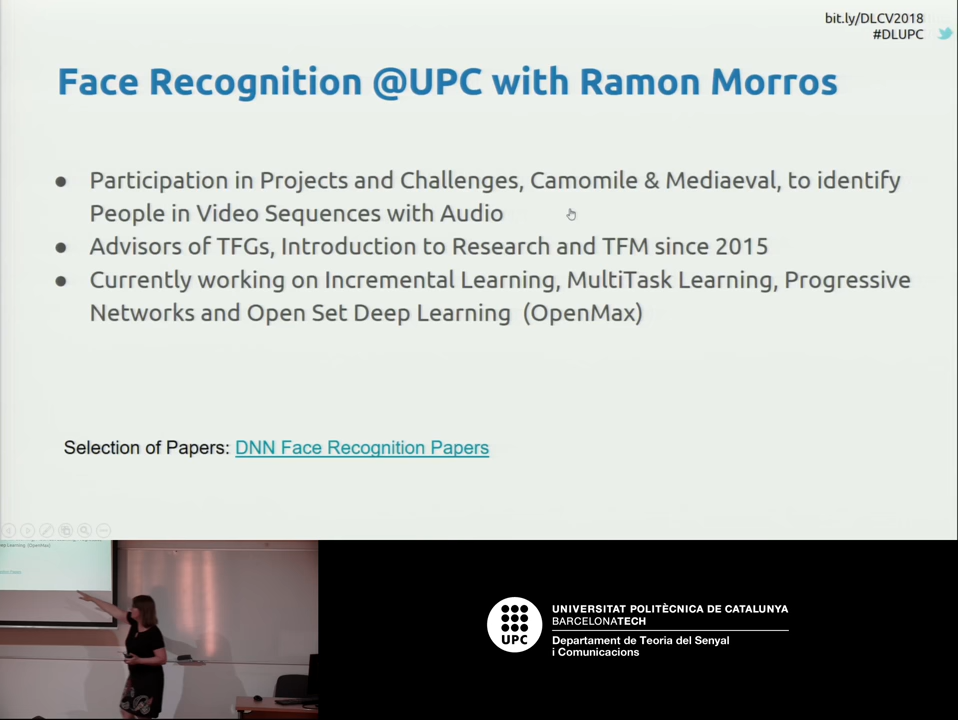 bit.ly/DLCV2018
#DLUPC
Face Recognition @UPC with Ramon Morros
● Participation in Projects and Challenges, Camomile & Mediaeval, to identify
People in Video Sequences with Audio
● Advisors of TFGs, Introduction to Research and TFM since 2015
● Currently working on Incremental Learning, MultiTask Learning, Progressive
Networks and Open Set Deep Learning (OpenMax)
Selection of Papers: DNN Face Recognition Papers
UPC
UNIVERSITAT POLITÈCNICA DE CATALUNYA
BARCELONATECH
Departament de Teoria del Senyal
i Comunicacions